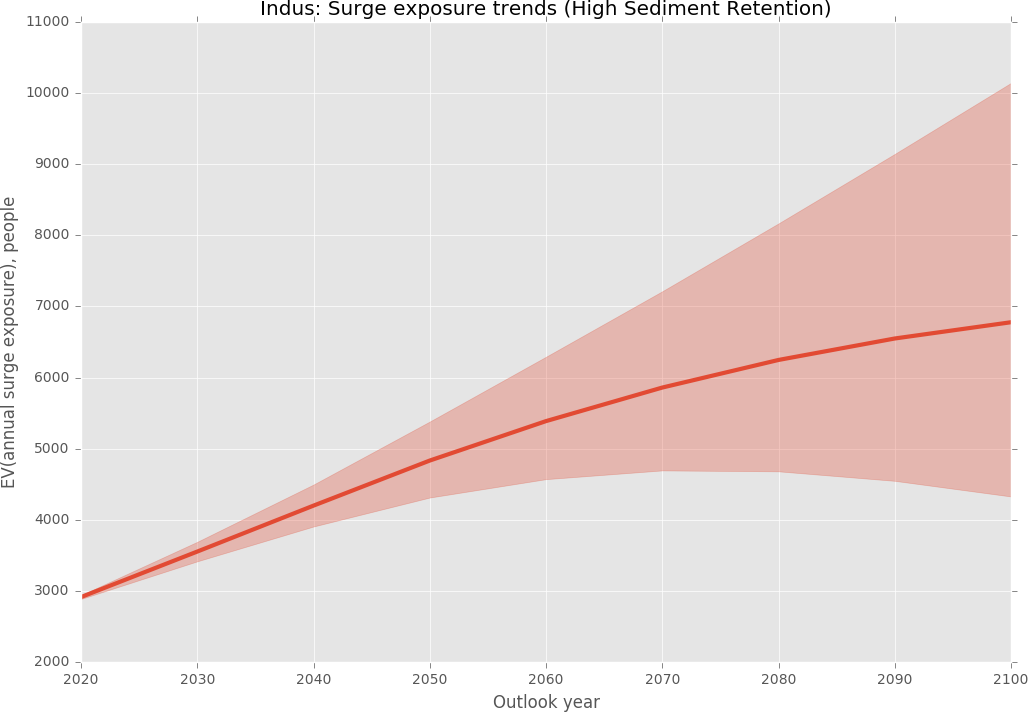 Indus: Surge exposure trends (High Sediment Retention)
11000
10000
9000
8000
7000
6000
5000
4000
3000
2000
EV(annual surge exposure), people
2020 2030 2040 2050 2060 2070 2080 2090 2100
Outlook year